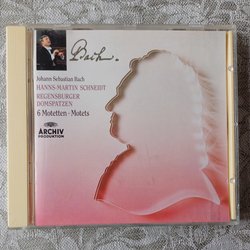 Bach.
Johann Sebastian Bach
HANNS-MARTIN SCHNEIDT
REGENSBURGER
DOMSPATZEN
6 Motetten · Motets
ARCHIV
PRODUKTION